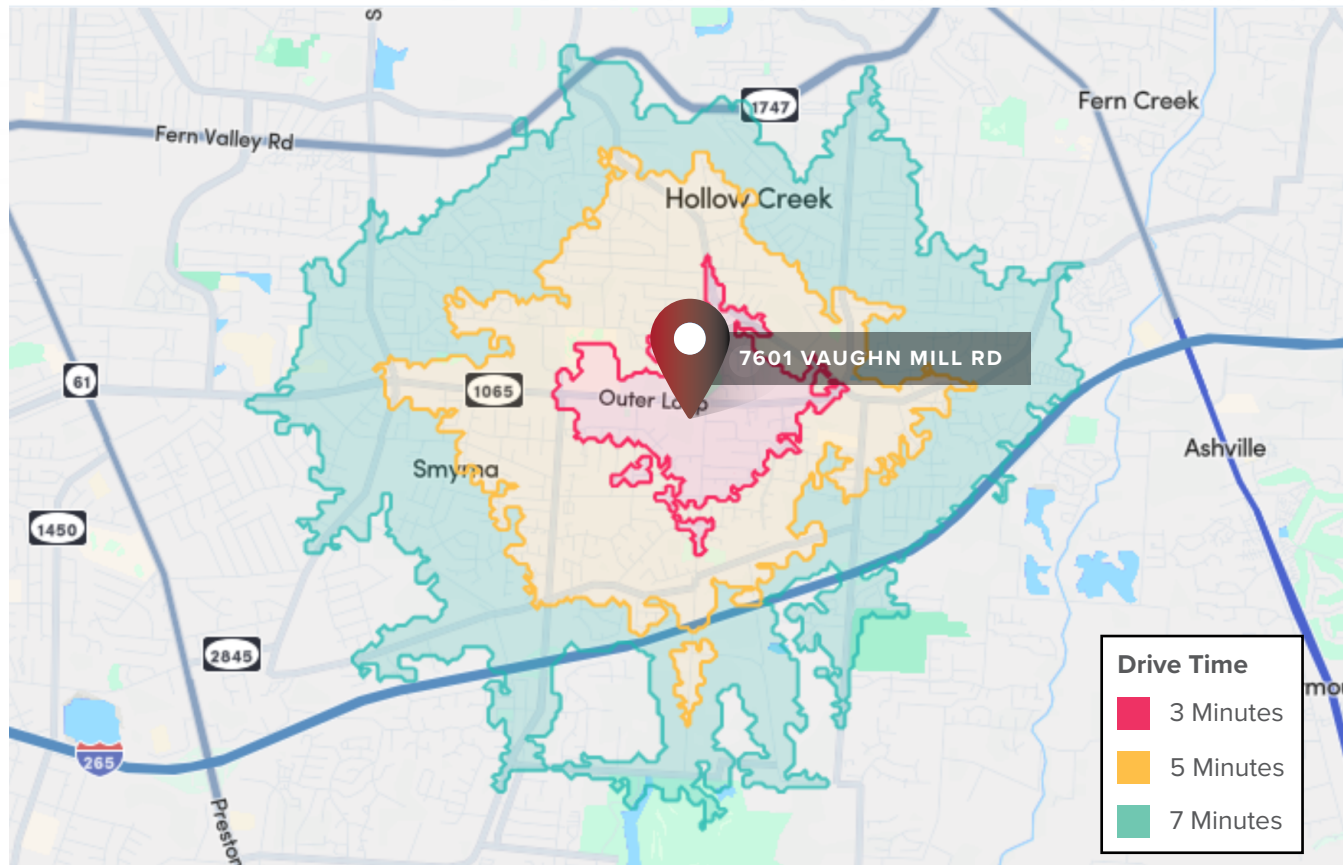 S
1747
Fern Creek
Fern Valley Rd
Hollow Creek
7601 VAUGHN MILL RD
61
1065
Outer Loop
Ashville
Smyrna
1450
2845
Drive Time
3 Minutes
5 Minutes
7 Minutes
265
Preston